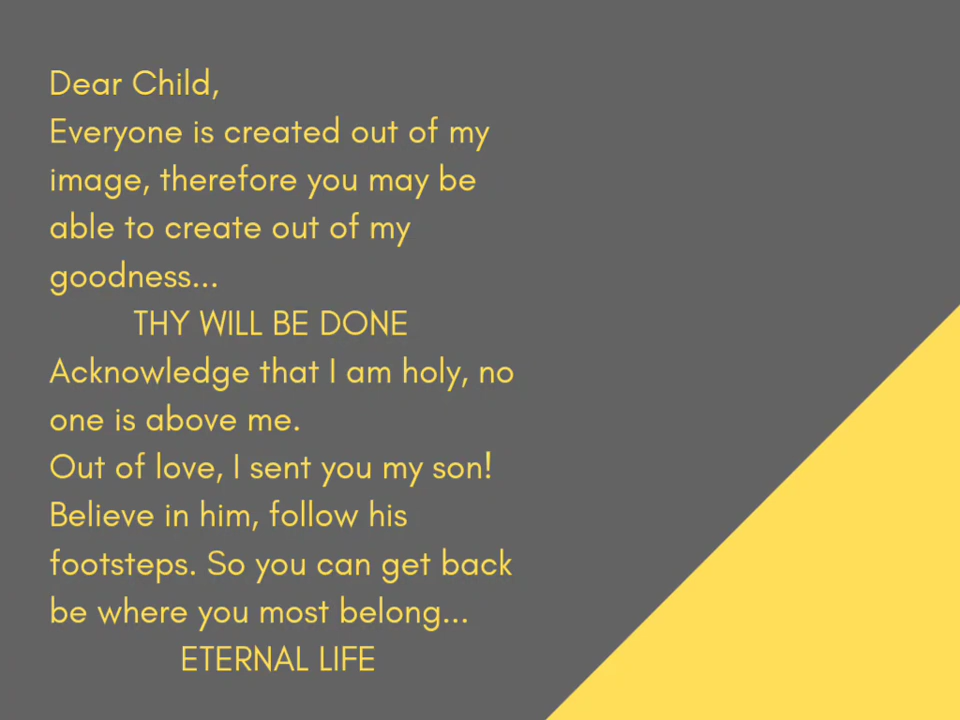 Dear Child,
Everyone is created out of my
image, therefore you may be
able to create out of my
goodness...
THY WILL BE DONE
Acknowledge that I am holy, no
one is above me.
Out of love, I sent you my son!
Believe in him, follow his
footsteps. So you can get back
be where you most belong...
ETERNAL LIFE